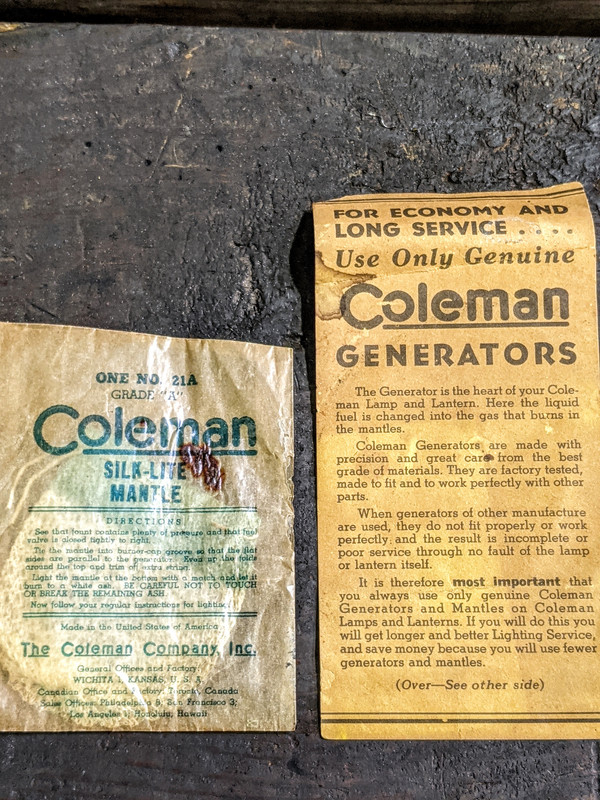 ONE NO. 21A
GRADE "A"
Coleman
SILK-LITE
MANTLE
DIRECTIONS
See that fount contains plenty of pressure and that fuel
valve is closed tightly to right.
Tie the mantle into burner-cap groove so that the flat
sides are parallel to the generator. Even up the folds
around the top and trim off extra string.
Light the mantle at the bottom with a match and let it
burn to a white ash. BE CAREFUL NOT TO TOUCH
OR BREAK THE REMAINING ASH.
Now follow your regular instructions for lighting.
Made in the United States of America
The Coleman Company, Inc.
General Offices and Factory:
WICHITA 1, KANSAS, U. S. A.
Canadian Office and Factory: Toronto, Canada
Sales Offices: Philadelphia 8; San Francisco 3;
Los Angeles 1; Honolulu, Hawaii
FOR ECONOMY AND
LONG SERVICE . . . .
Use Only Genuine
Coleman
GENERATORS
The Generator is the heart of your Cole-
man Lamp and Lantern. Here the liquid
fuel is changed into the gas that burns in
the mantles.
Coleman Generators are made with
precision and great care from the best
grade of materials. They are factory tested,
made to fit and to work perfectly with other
parts.
When generators of other manufacture
are used, they do not fit properly or work
perfectly and the result is incomplete or
poor service through no fault of the lamp
or lantern itself.
It is therefore most important that
you always use only genuine Coleman
Generators and Mantles on Coleman
Lamps and Lanterns. If you will do this you
will get longer and better Lighting Service,
and save money because you will use fewer
generators and mantles.
(Over—See other side)